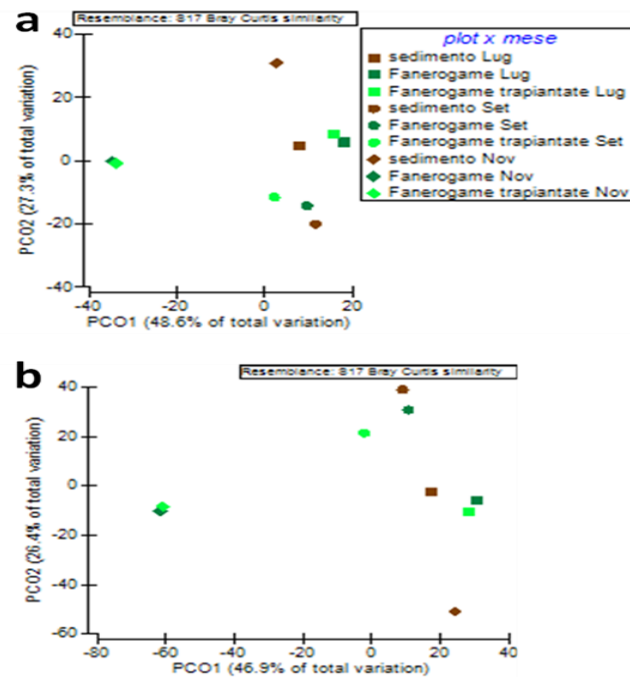 a
Resemblance: S17 Bray Curtis similarity
40
20
0
-20
-40
PCO2 (27.3% of total variation)
-40
-20
0
20
PCO1 (48.6% of total variation)
plot x mese
sedimento Lug
Fanerogame Lug
Fanerogame trapiantate Lug
sedimento Set
Fanerogame Set
Fanerogame trapiantate Set
sedimento Nov
Fanerogame Nov
Fanerogame trapiantate Nov
b
Resemblance: S17 Bray Curtis similarity
40
20
0
-20
-40
-60
PCO2 (26.4% of total variation)
-80
-60
-40
-20
0
20
40
PCO1 (46.9% of total variation)